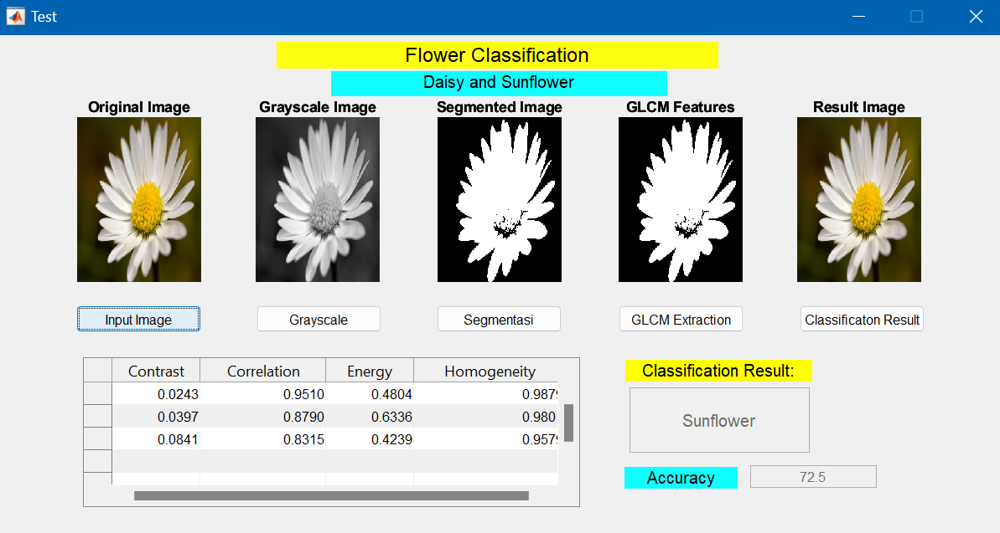 Test
Flower Classification
Daisy and Sunflower
Original Image Grayscale Image Segmented Image GLCM Features Result Image
Input Image Grayscale Segmentasi GLCM Extraction Classificaton Result
Contrast Correlation Energy Homogeneity
0.0243 0.9510 0.4804 0.9879
0.0397 0.8790 0.6336 0.980
0.0841 0.8315 0.4239 0.9579
Classification Result:
Sunflower
Accuracy 72.5